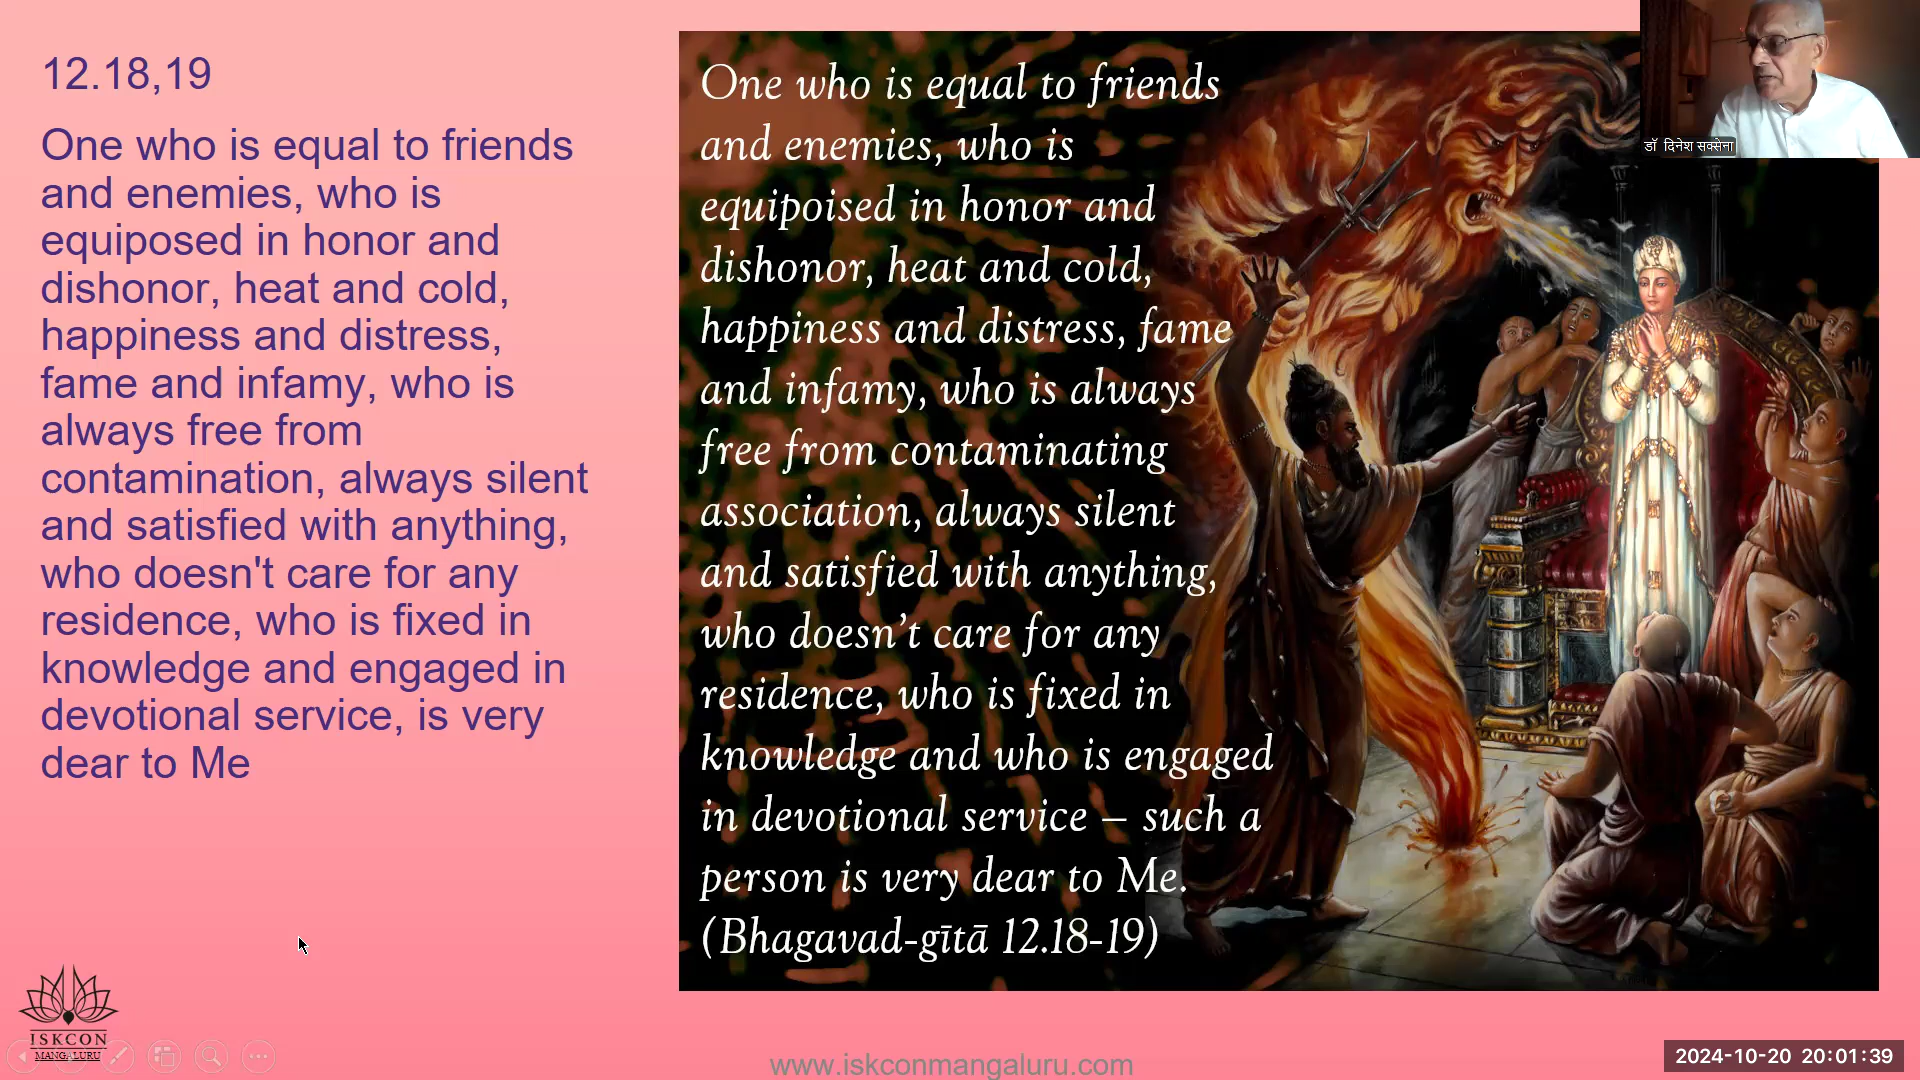 12.18,19
One who is equal to friends
and enemies, who is
equiposed in honor and
dishonor, heat and cold,
happiness and distress,
fame and infamy, who is
always free from
contamination, always silent
and satisfied with anything,
who doesn't care for any
residence, who is fixed in
knowledge and engaged in
devotional service, is very
dear to Me
One who is equal to friends
and enemies, who is
equipoised in honor and
dishonor, heat and cold,
happiness and distress, fame
and infamy, who is always
free from contaminating
association, always silent
and satisfied with anything,
who doesn’t care for any
residence, who is fixed in
knowledge and who is engaged
in devotional service – such a
person is very dear to Me.
(Bhagavad-gītā 12.18-19)
डॉ दिनेश सक्सेना
ISKCON
MANGALURU
www.iskconmangaluru.com
2024-10-20 20:01:39